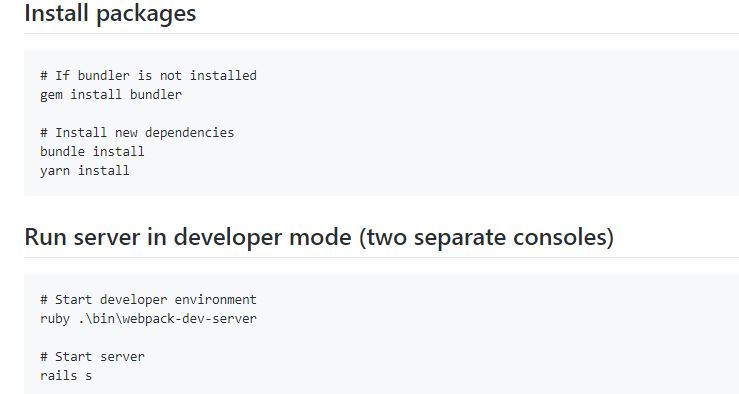 Install packages
# If bundler is not installed
gem install bundler
# Install new dependencies
bundle install
yarn install
Run server in developer mode (two separate consoles)
# Start developer environment
ruby .\bin\webpack-dev-server
# Start server
rails s